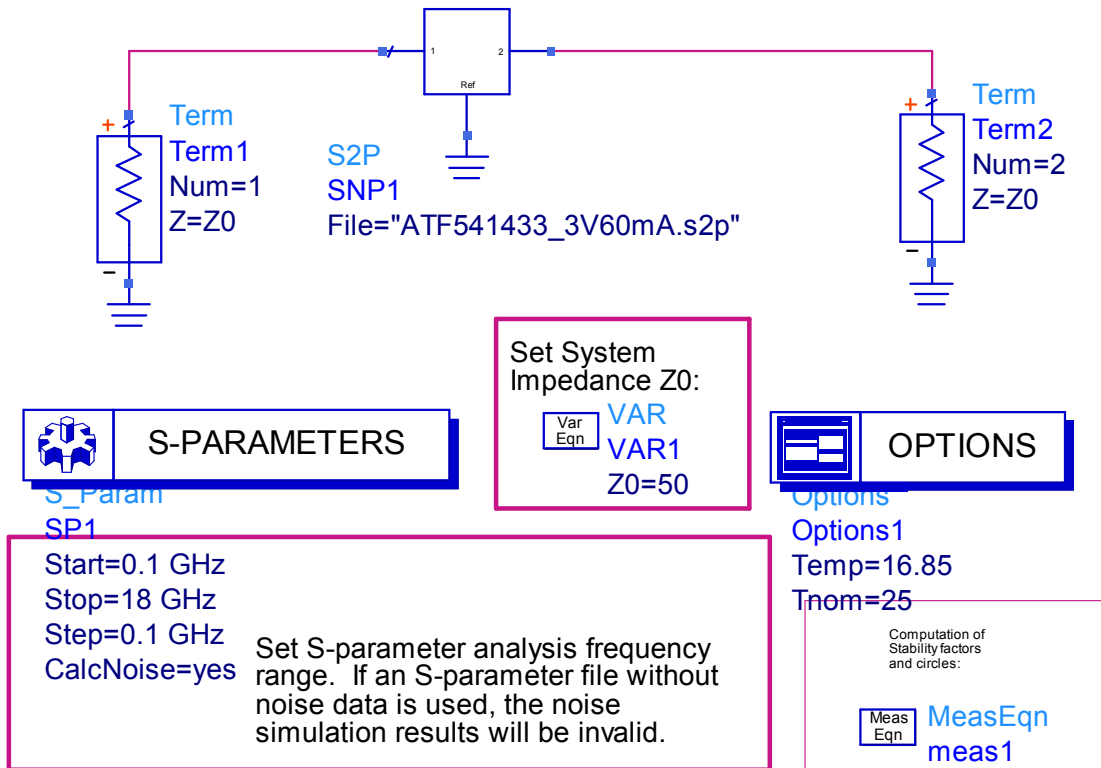 1
2
Ref
+
Term
Term1
Num=1
Z=Z0
−
S2P
SNP1
File="ATF541433_3V60mA.s2p"
+
Term
Term2
Num=2
Z=Z0
−
Set System
Impedance Z0:
Var
Eqn
VAR
VAR1
Z0=50
S-PARAMETERS
S_Param
SP1
Start=0.1 GHz
Stop=18 GHz
Step=0.1 GHz
CalcNoise=yes
Set S-parameter analysis frequency
range. If an S-parameter file without
noise data is used, the noise
simulation results will be invalid.
OPTIONS
Options
Options1
Temp=16.85
Tnom=25
Computation of
Stability factors
and circles:
Meas
Eqn
MeasEqn
meas1